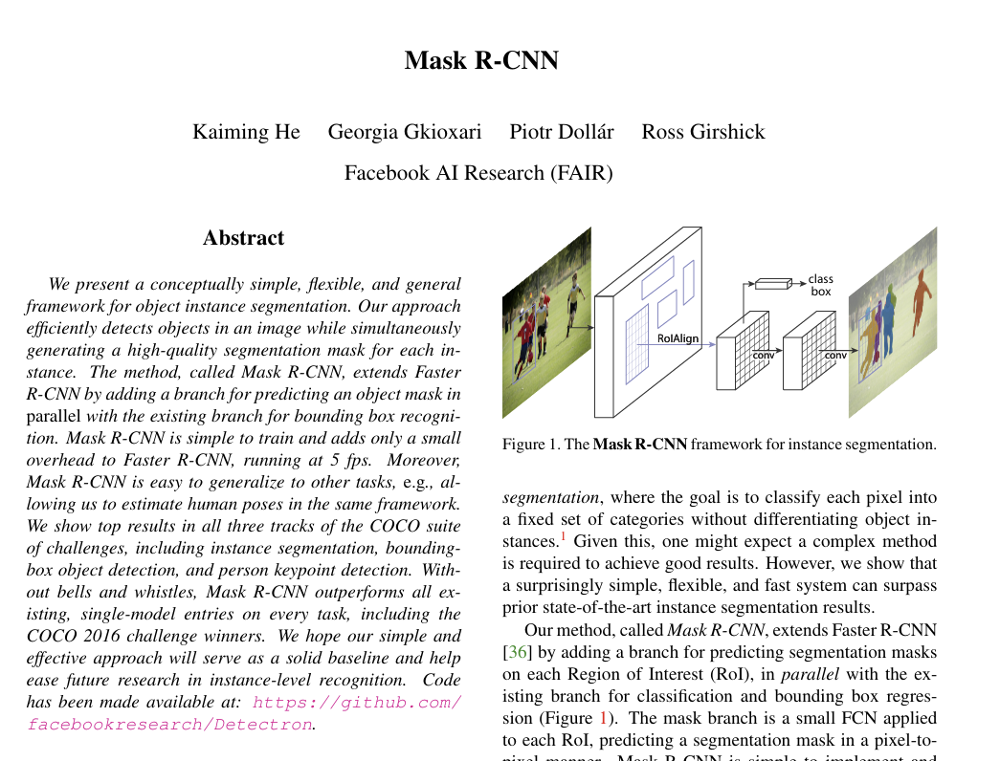 Mask R-CNN
Kaiming He Georgia Gkioxari Piotr Dollár Ross Girshick
Facebook AI Research (FAIR)
Abstract
We present a conceptually simple, flexible, and general
framework for object instance segmentation. Our approach
efficiently detects objects in an image while simultaneously
generating a high-quality segmentation mask for each in-
stance. The method, called Mask R-CNN, extends Faster
R-CNN by adding a branch for predicting an object mask in
parallel with the existing branch for bounding box recogni-
tion. Mask R-CNN is simple to train and adds only a small
overhead to Faster R-CNN, running at 5 fps. Moreover,
Mask R-CNN is easy to generalize to other tasks, e.g., al-
lowing us to estimate human poses in the same framework.
We show top results in all three tracks of the COCO suite
of challenges, including instance segmentation, bounding-
box object detection, and person keypoint detection. With-
out bells and whistles, Mask R-CNN outperforms all ex-
isting, single-model entries on every task, including the
COCO 2016 challenge winners. We hope our simple and
effective approach will serve as a solid baseline and help
ease future research in instance-level recognition. Code
has been made available at: https://github.com/
facebookresearch/Detectron.
class
box
RoIAlign
conv
conv
Figure 1. The Mask R-CNN framework for instance segmentation.
segmentation, where the goal is to classify each pixel into
a fixed set of categories without differentiating object in-
stances.1 Given this, one might expect a complex method
is required to achieve good results. However, we show that
a surprisingly simple, flexible, and fast system can surpass
prior state-of-the-art instance segmentation results.
Our method, called Mask R-CNN, extends Faster R-CNN
[36] by adding a branch for predicting segmentation masks
on each Region of Interest (RoI), in parallel with the ex-
isting branch for classification and bounding box regres-
sion (Figure 1). The mask branch is a small FCN applied
to each RoI, predicting a segmentation mask in a pixel-to-
pixel manner. Mask R-CNN is simple to implement and